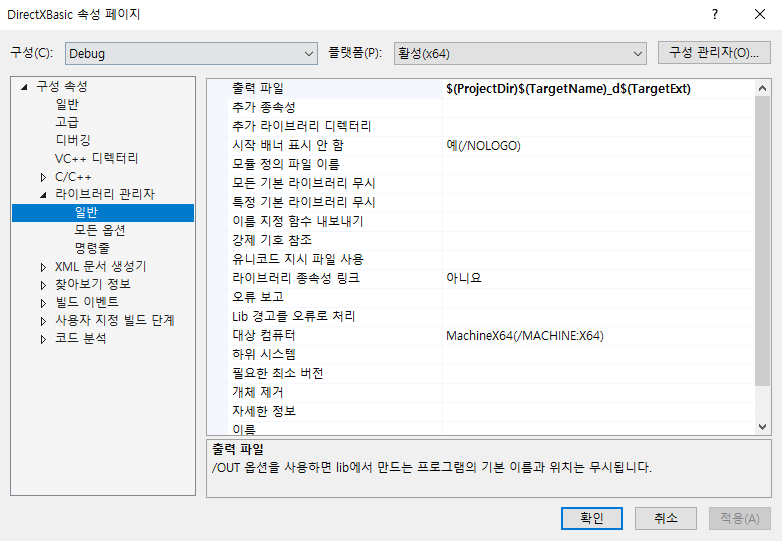 DirectXBasic 속성 페이지
구성(C): Debug 플랫폼(P): 활성(x64) 구성 관리자(O)...
구성 속성
일반
고급
디버깅
VC++ 디렉터리
C/C++
라이브러리 관리자
일반
모든 옵션
명령줄
XML 문서 생성기
찾아보기 정보
빌드 이벤트
사용자 지정 빌드 단계
코드 분석
출력 파일 $(ProjectDir)$(TargetName)_d$(TargetExt)
추가 종속성
추가 라이브러리 디렉터리
시작 배너 표시 안 함 예(/NOLOGO)
모듈 정의 파일 이름
모든 기본 라이브러리 무시
특정 기본 라이브러리 무시
이름 지정 함수 내보내기
강제 기호 참조
유니코드 지시 파일 사용
라이브러리 종속성 링크 아니요
오류 보고
Lib 경고를 오류로 처리
대상 컴퓨터 MachineX64(/MACHINE:X64)
하위 시스템
필요한 최소 버전
개체 제거
자세한 정보
이름
출력 파일
/OUT 옵션을 사용하면 lib에서 만드는 프로그램의 기본 이름과 위치는 무시됩니다.
확인 취소 적용(A)